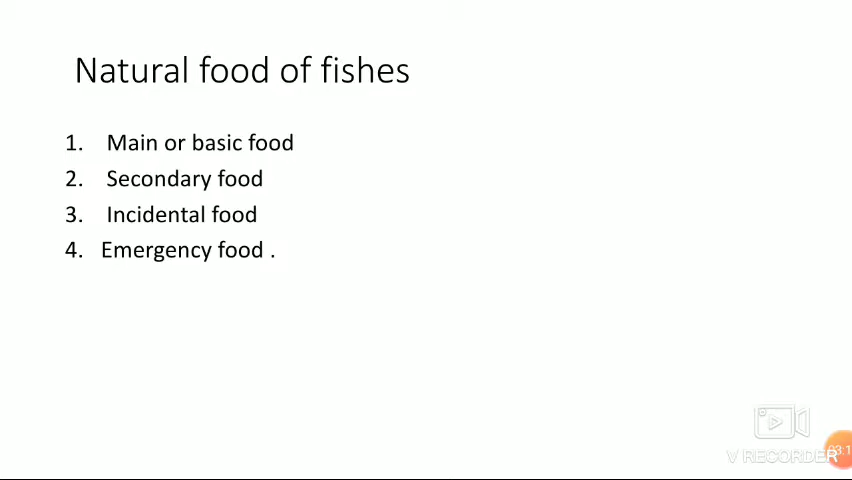 Natural food of fishes
1. Main or basic food
2. Secondary food
3. Incidental food
4. Emergency food .
V RECORDER